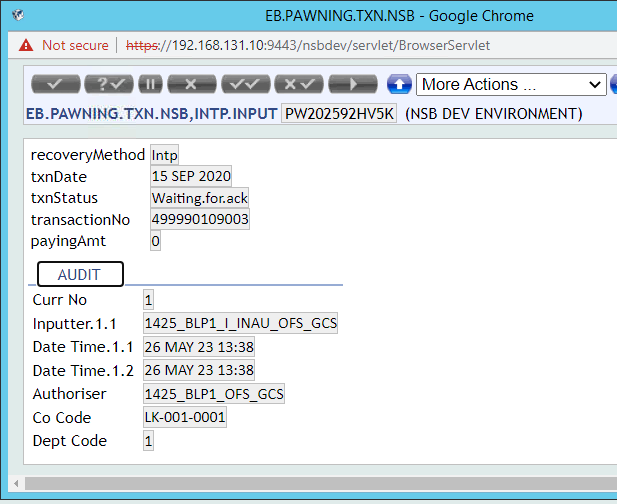 EB.PAWNING.TXN.NSB - Google Chrome
Not secure https://192.168.131.10:9443/nsbdev/servlet/BrowserServlet
More Actions ...
EB.PAWNING.TXN.NSB,INTP.INPUT PW202592HV5K (NSB DEV ENVIRONMENT)
recoveryMethod Intp
txnDate 15 SEP 2020
txnStatus Waiting.for.ack
transactionNo 499990109003
payingAmt 0
AUDIT
Curr No 1
Inputter.1.1 1425_BLP1_I_INAU_OFS_GCS
Date Time.1.1 26 MAY 23 13:38
Date Time.1.2 26 MAY 23 13:38
Authoriser 1425_BLP1_OFS_GCS
Co Code LK-001-0001
Dept Code 1